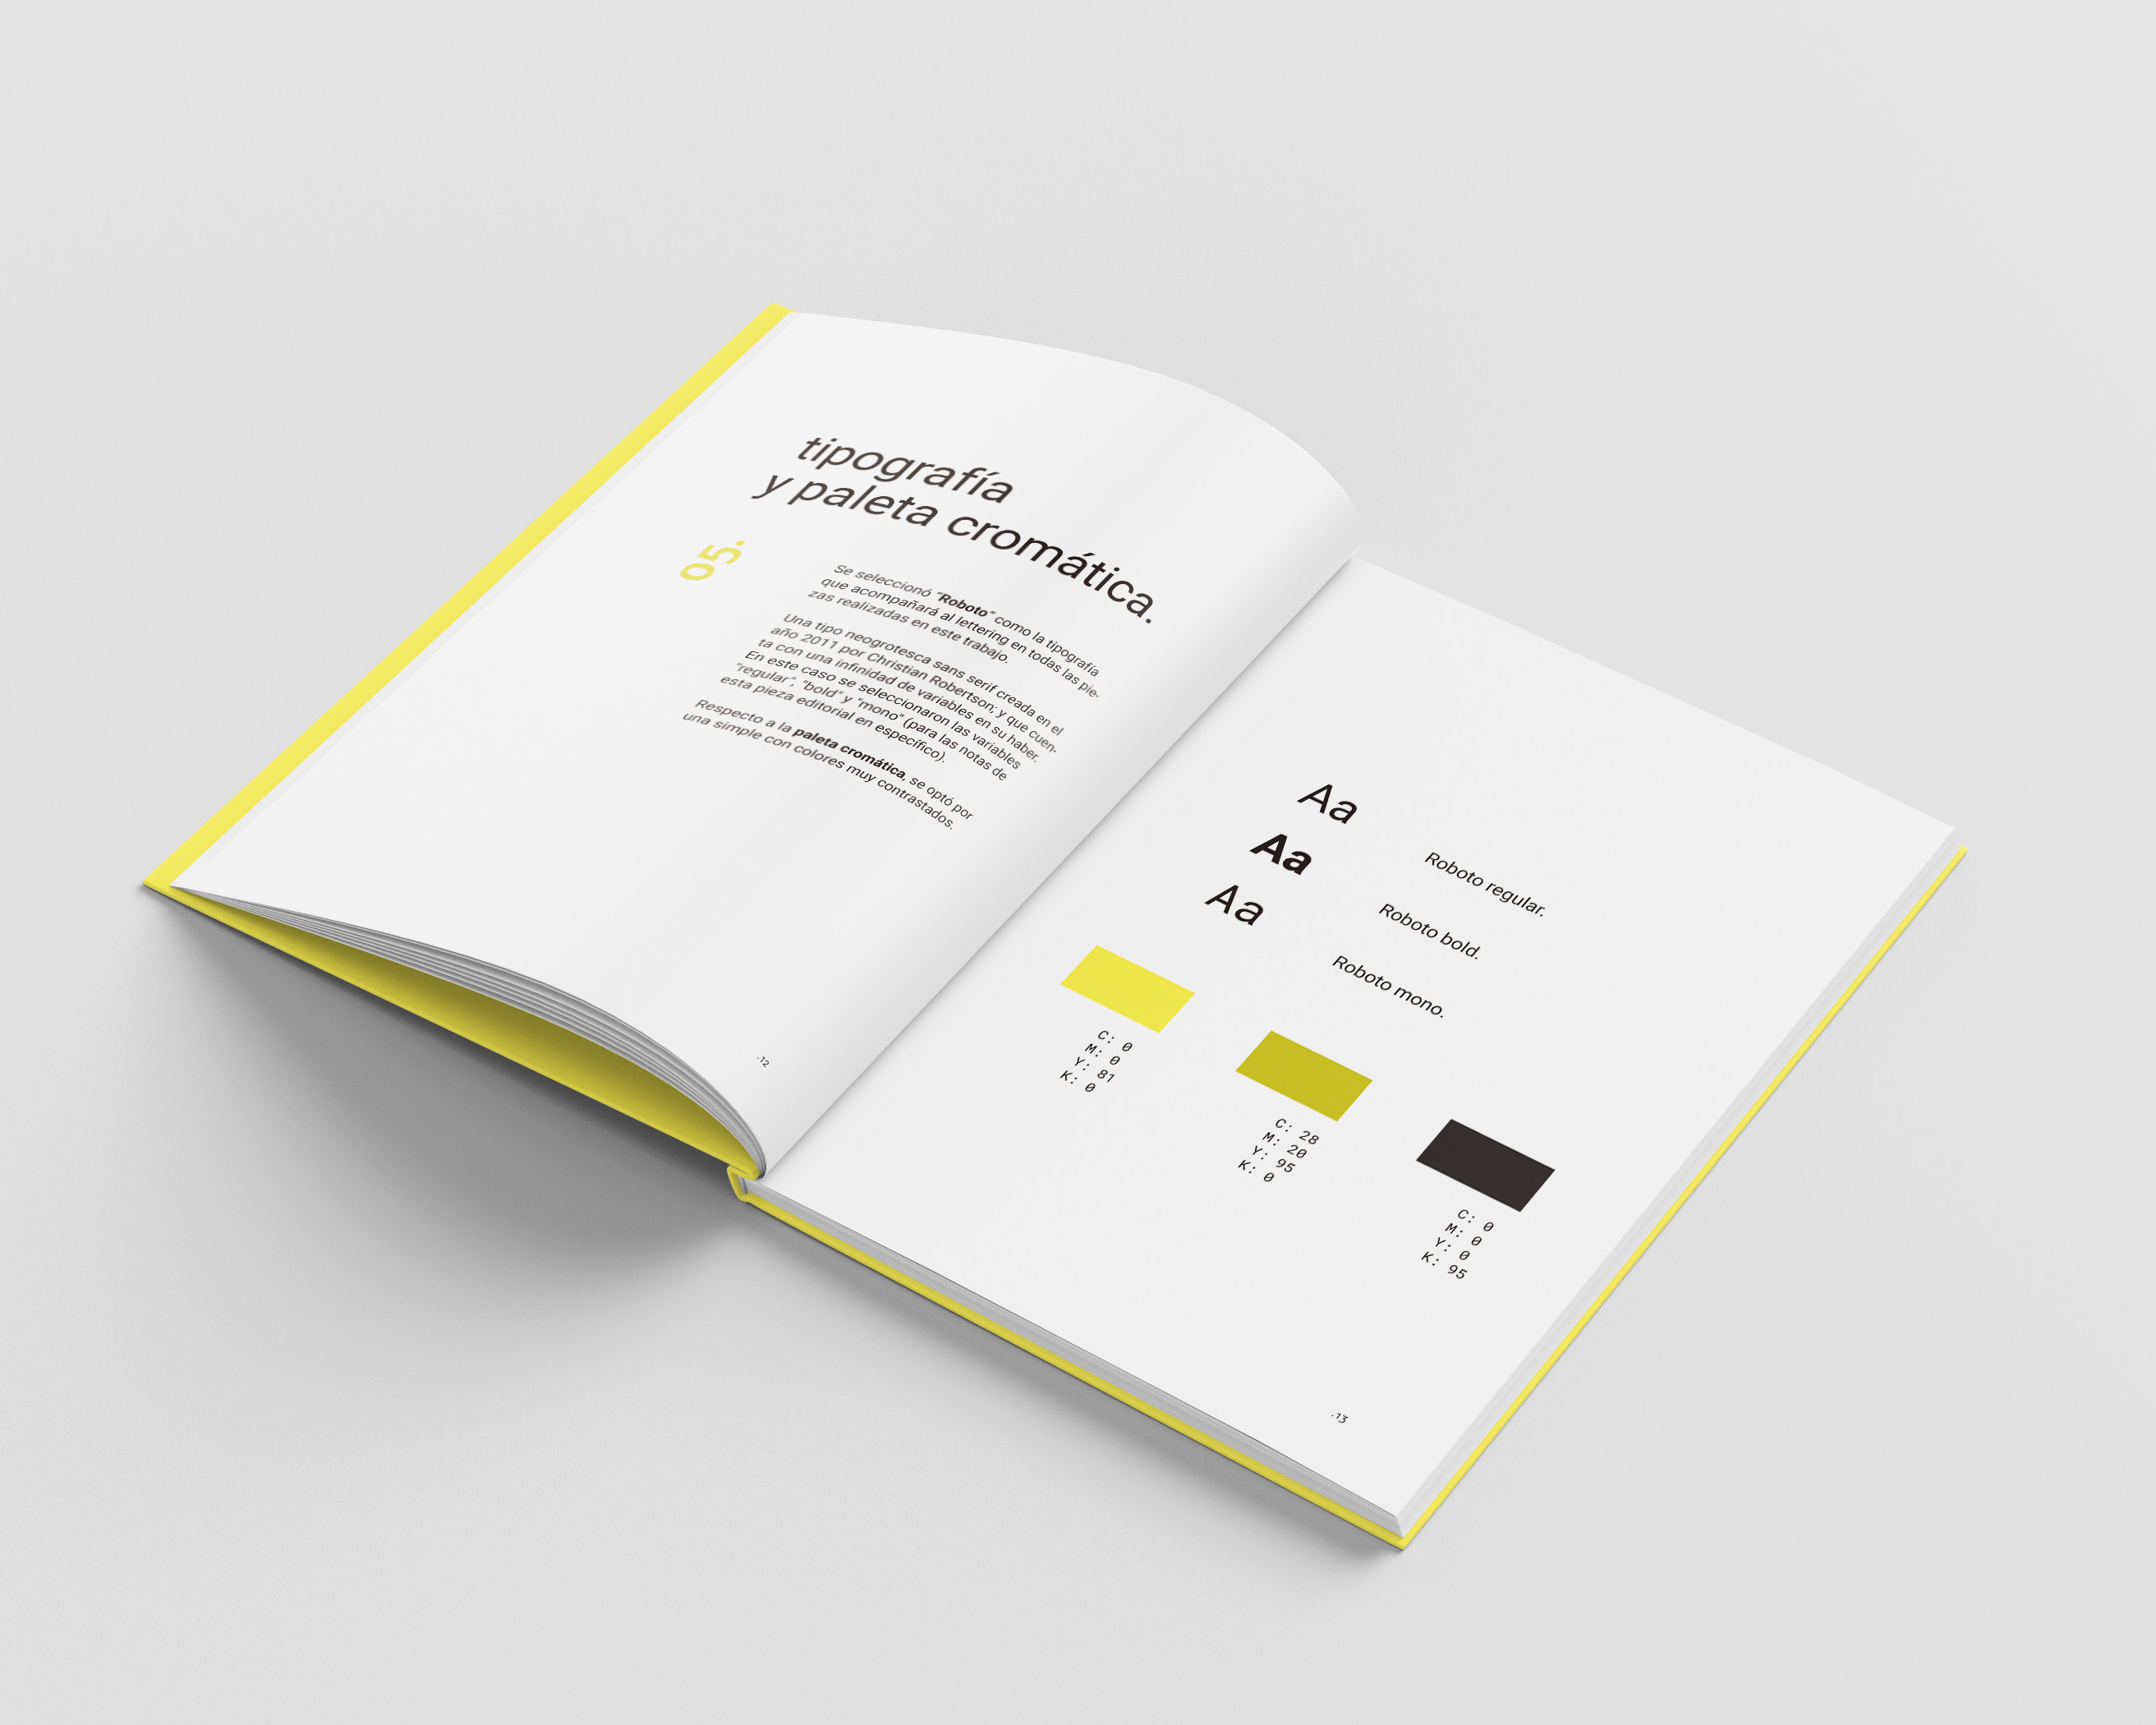 tipografía
y paleta cromática.
05.
Se seleccionó "Roboto" como la tipografía
que acompañará al lettering en todas las pie-
zas realizadas en este trabajo.
Una tipo neogrotesca sans serif creada en el
año 2011 por Christian Robertson; y que cuen-
ta con una infinidad de variables en su haber.
En este caso se seleccionaron las variables
"regular", "bold" y "mono" (para las notas de
esta pieza editorial en específico).
Respecto a la paleta cromática, se optó por
una simple con colores muy contrastados.
.12
Aa
Roboto regular.
Aa
Roboto bold.
Aa
Roboto mono.
C: 0
M: 0
Y: 81
K: 0
C: 28
M: 20
Y: 95
K: 0
C: 0
M: 0
Y: 0
K: 95
.13